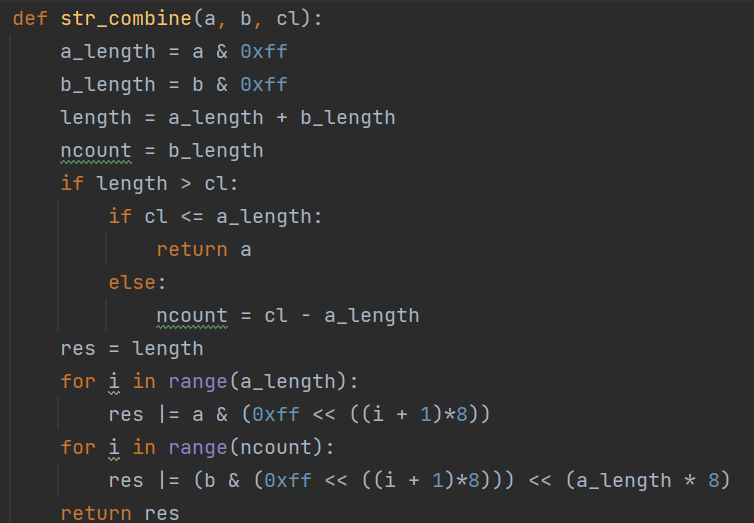 def str_combine(a, b, cl):
    a_length = a & 0xff
    b_length = b & 0xff
    length = a_length + b_length
    ncount = b_length
    if length > cl:
        if cl <= a_length:
            return a
        else:
            ncount = cl - a_length
    res = length
    for i in range(a_length):
        res |= a & (0xff << ((i + 1)*8))
    for i in range(ncount):
        res |= (b & (0xff << ((i + 1)*8))) << (a_length * 8)
    return res